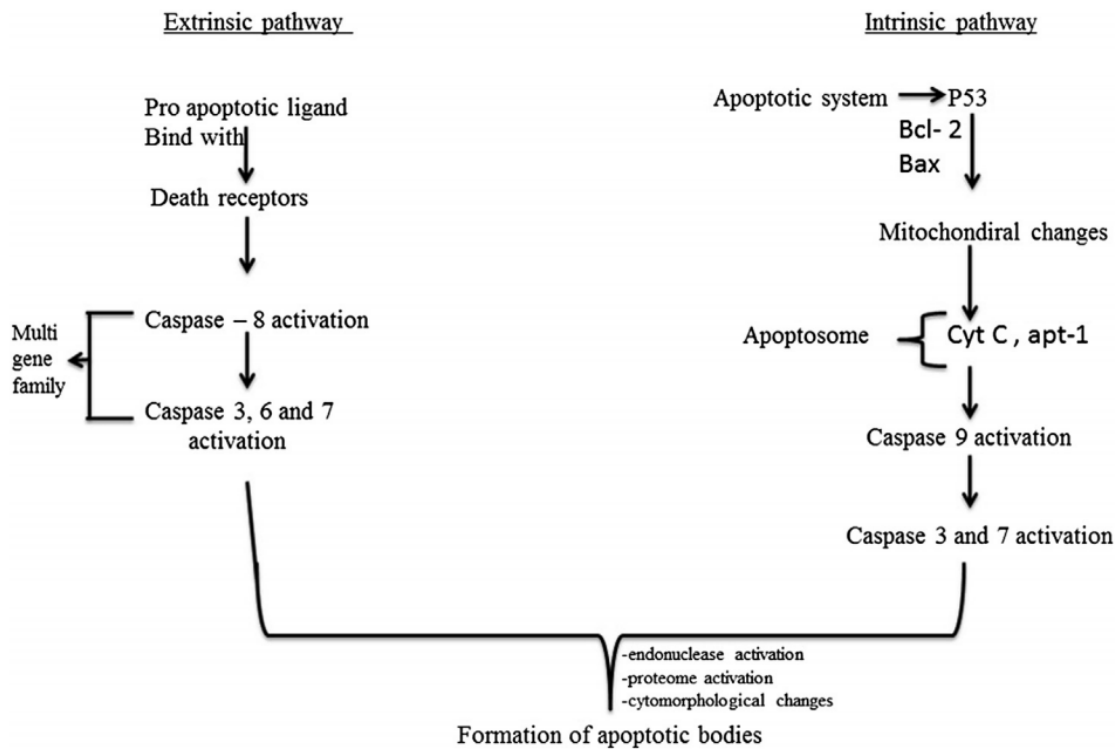 Extrinsic pathway
Pro apoptotic ligand
Bind with
Death receptors
Caspase – 8 activation
Multi
gene
family
Caspase 3, 6 and 7
activation
Intrinsic pathway
Apoptotic system
P53
Bcl- 2
Bax
Mitochondiral changes
Apoptosome
Cyt C , apt-1
Caspase 9 activation
Caspase 3 and 7 activation
-endonuclease activation
-proteome activation
-cytomorphological changes
Formation of apoptotic bodies